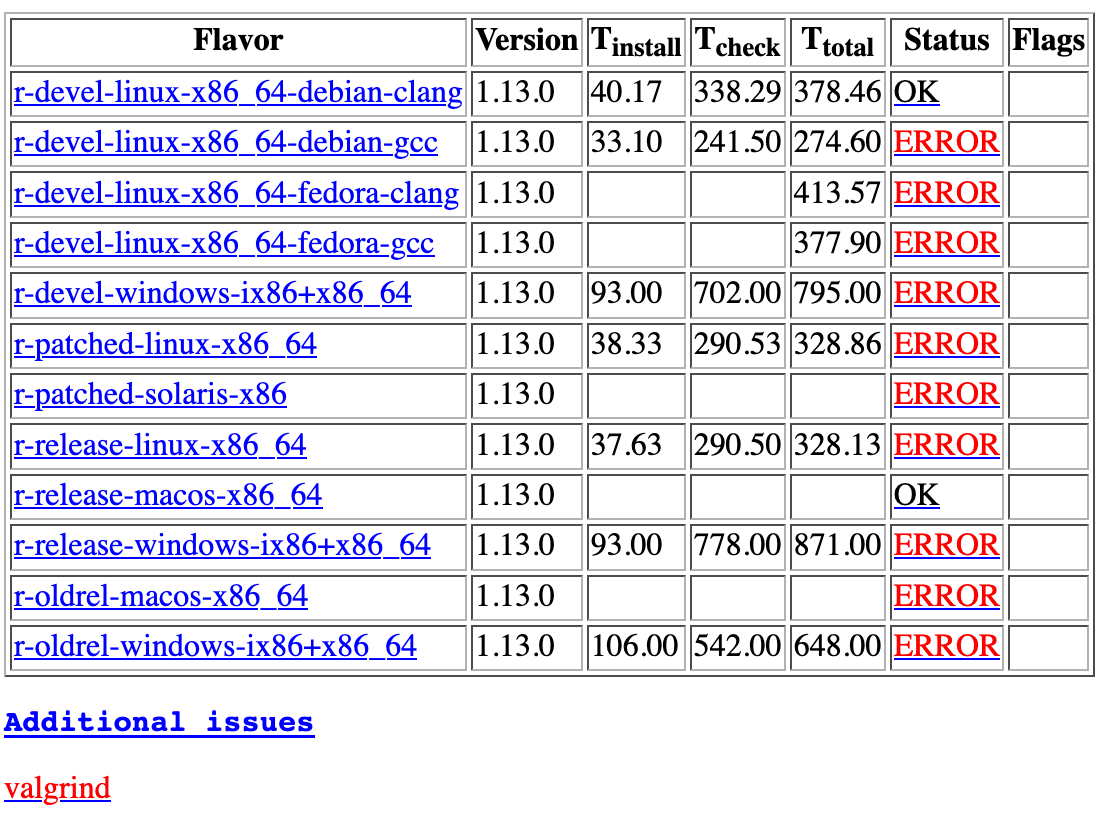 Flavor Version Tinstall Tcheck Ttotal Status Flags
r-devel-linux-x86_64-debian-clang 1.13.0 40.17 338.29 378.46 OK
r-devel-linux-x86_64-debian-gcc 1.13.0 33.10 241.50 274.60 ERROR
r-devel-linux-x86_64-fedora-clang 1.13.0 413.57 ERROR
r-devel-linux-x86_64-fedora-gcc 1.13.0 377.90 ERROR
r-devel-windows-ix86+x86_64 1.13.0 93.00 702.00 795.00 ERROR
r-patched-linux-x86_64 1.13.0 38.33 290.53 328.86 ERROR
r-patched-solaris-x86 1.13.0 ERROR
r-release-linux-x86_64 1.13.0 37.63 290.50 328.13 ERROR
r-release-macos-x86_64 1.13.0 OK
r-release-windows-ix86+x86_64 1.13.0 93.00 778.00 871.00 ERROR
r-oldrel-macos-x86_64 1.13.0 ERROR
r-oldrel-windows-ix86+x86_64 1.13.0 106.00 542.00 648.00 ERROR
Additional issues
valgrind